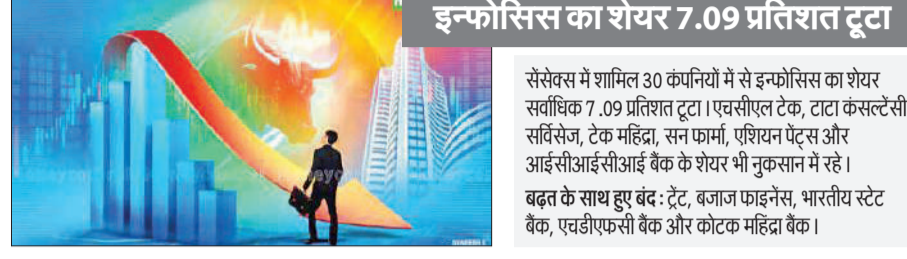 इन्फोसिस का शेयर 7.09 प्रतिशत टूटा
सेंसेक्स में शामिल 30 कंपनियों में से इन्फोसिस का शेयर
सर्वाधिक 7 .09 प्रतिशत टूटा । एचसीएल टेक, टाटा कंसल्टेंसी
सर्विसेज, टेक महिंद्रा, सन फार्मा, एशियन पेंट्स और
आईसीआईसीआई बैंक के शेयर भी नुकसान में रहे ।
बढ़त के साथ हुए बंद : ट्रेंट, बजाज फाइनेंस, भारतीय स्टेट
बैंक, एचडीएफसी बैंक और कोटक महिंद्रा बैंक ।